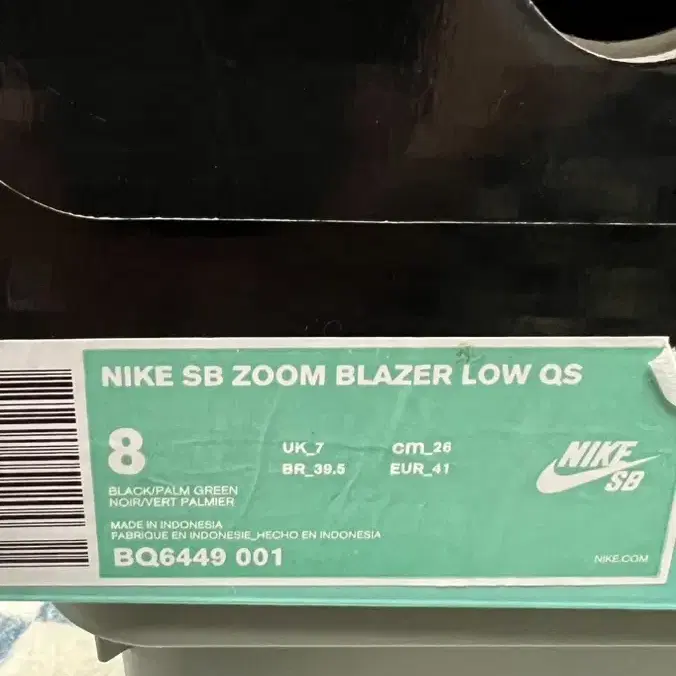 NIKE SB ZOOM BLAZER LOW QS
8
UK_7 cm_26
BR_39.5 EUR_41
NIKE
SB
BLACK/PALM GREEN
NOIR/VERT PALMIER
MADE IN INDONESIA
FABRIQUE EN INDONESIE_HECHO EN INDONESIA
BQ6449 001
NIKE.COM